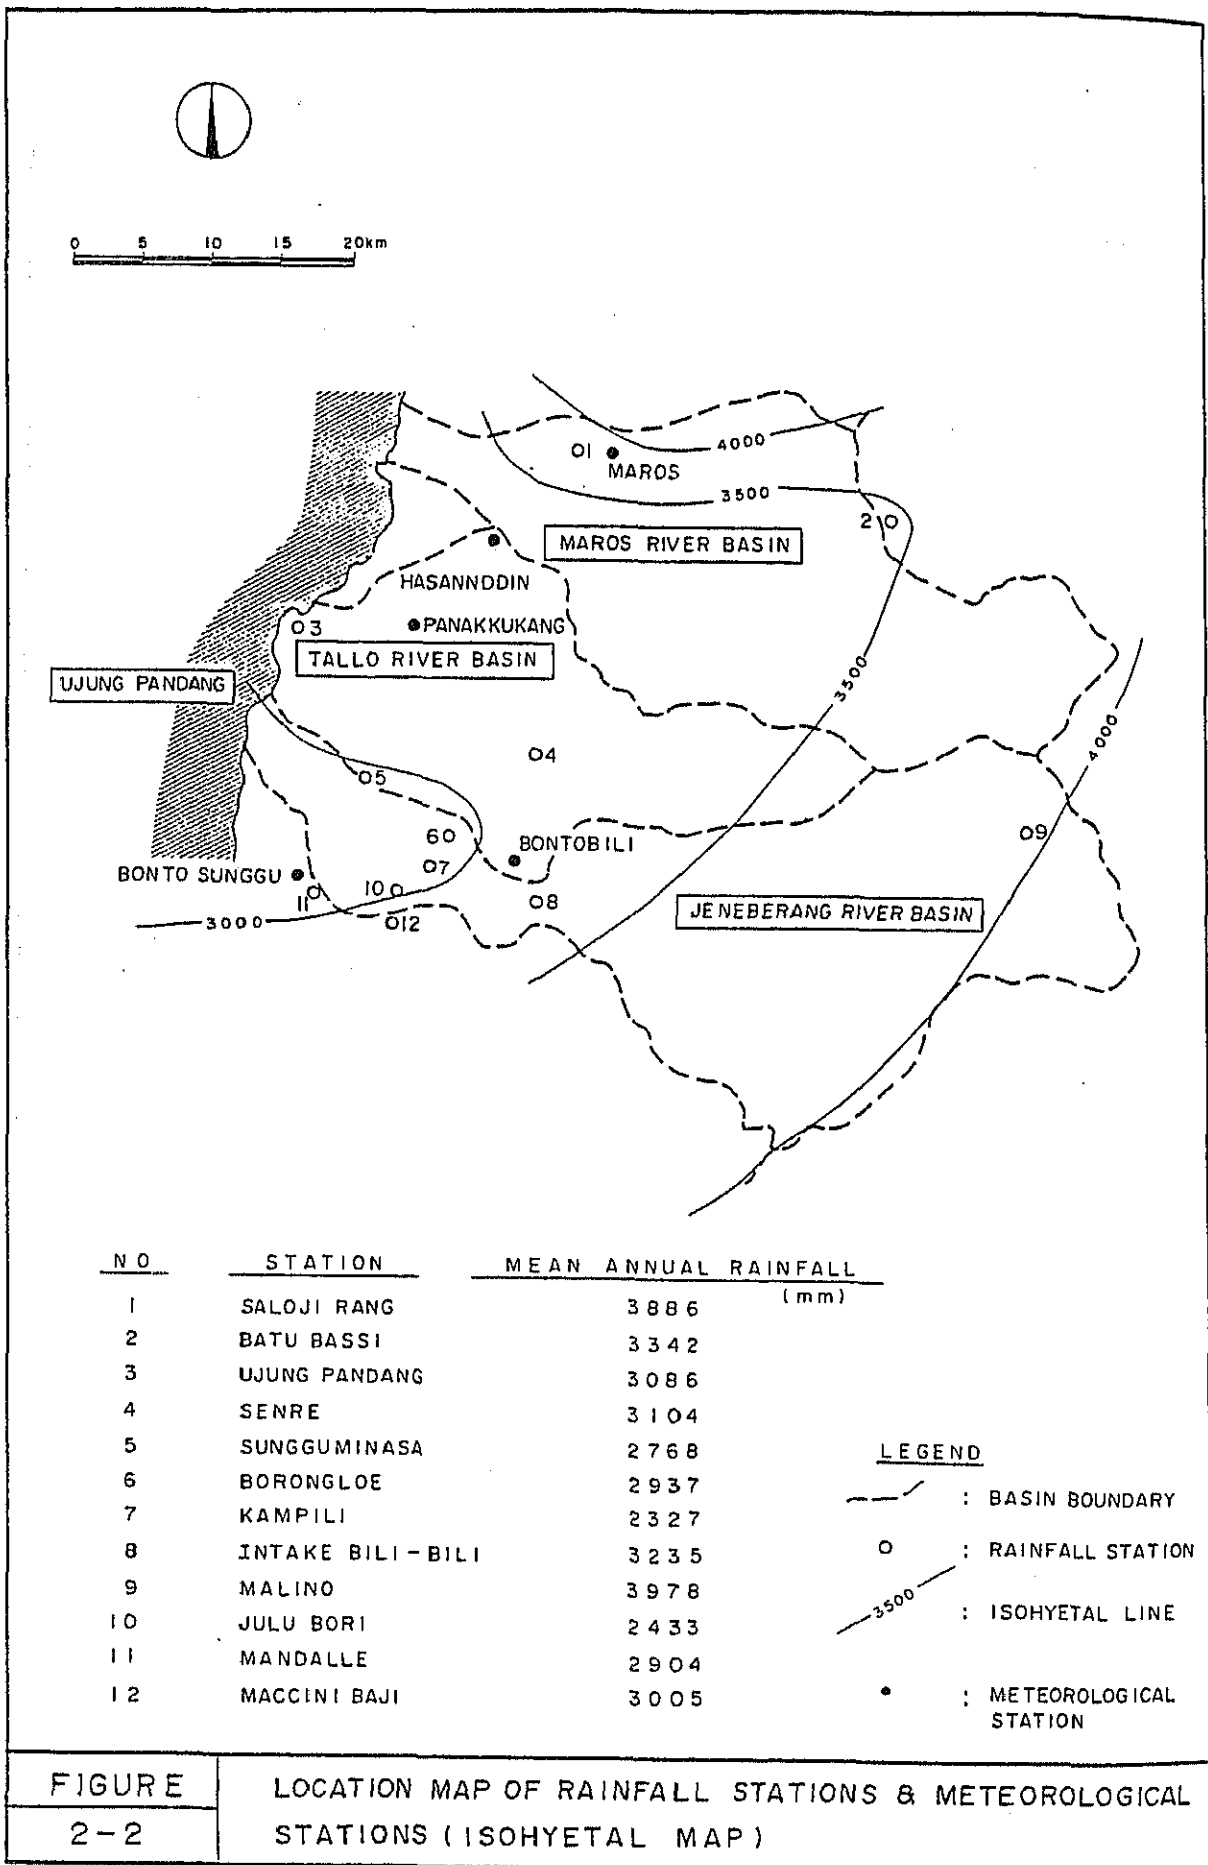 0 5 10 15 20km
4000
01
MAROS
3500
2
MAROS RIVER BASIN
HASANNDDIN
03
PANAKKUKANG
TALLO RIVER BASIN
UJUNG PANDANG
3500
4000
04
05
60
BONTOBILI
09
07
BONTO SUNGGU
10
11
08
JENEBERANG RIVER BASIN
3000
012
NO STATION MEAN ANNUAL RAINFALL
(mm)
1 SALOJI RANG 3886
2 BATU BASSI 3342
3 UJUNG PANDANG 3086
4 SENRE 3104
5 SUNGGUMINASA 2768
6 BORONGLOE 2937
7 KAMPILI 2327
8 INTAKE BILI-BILI 3235
9 MALINO 3978
10 JULU BORI 2433
11 MANDALLE 2904
12 MACCINI BAJI 3005
LEGEND
: BASIN BOUNDARY
O : RAINFALL STATION
3500 : ISOHYETAL LINE
: METEOROLOGICAL
STATION
FIGURE
2-2
LOCATION MAP OF RAINFALL STATIONS & METEOROLOGICAL
STATIONS (ISOHYETAL MAP)